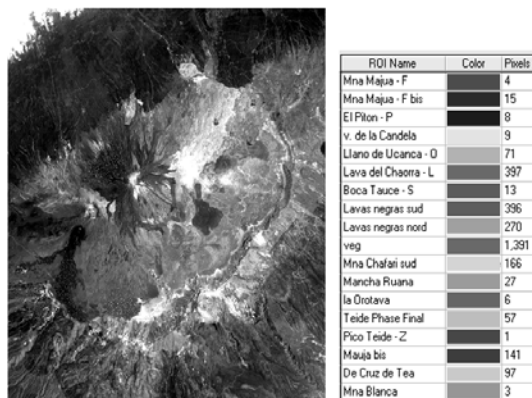 ROI Name Color Pixels
Mna Majua - F 4
Mna Majua - F bis 15
El Piton - P 8
v. de la Candela 9
Llano de Ucanca - O 71
Lava del Chaorra - L 397
Boca Tauce - S 13
Lavas negras sud 396
Lavas negras nord 270
veg 1,391
Mna Chafari sud 166
Mancha Ruana 27
la Orotava 6
Teide Phase Final 57
Pico Teide - Z 1
Mauja bis 141
De Cruz de Tea 97
Mna Blanca 3